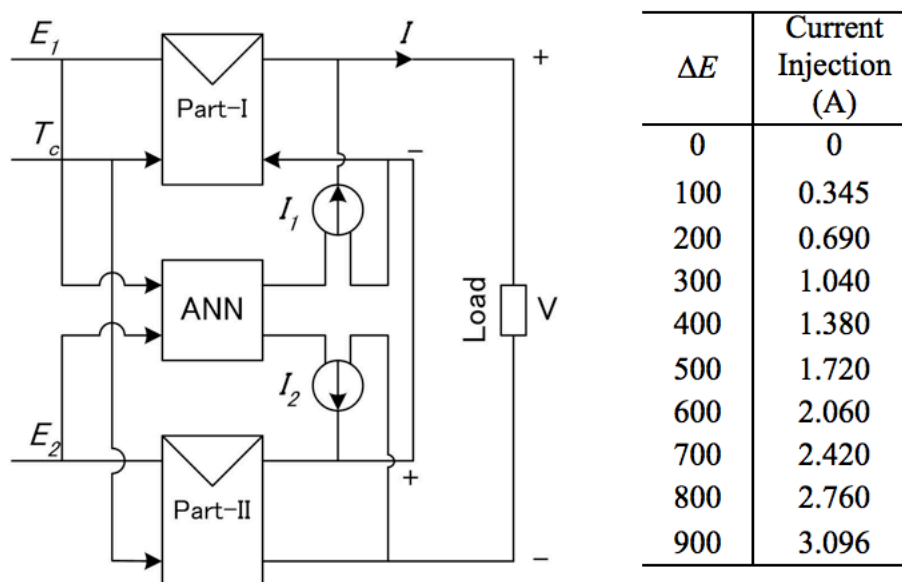 E₁
I
+
Part-I
T_c
−
I₁
ANN
Load
V
I₂
E₂
+
Part-II
−
ΔE Current Injection (A)
0 0
100 0.345
200 0.690
300 1.040
400 1.380
500 1.720
600 2.060
700 2.420
800 2.760
900 3.096